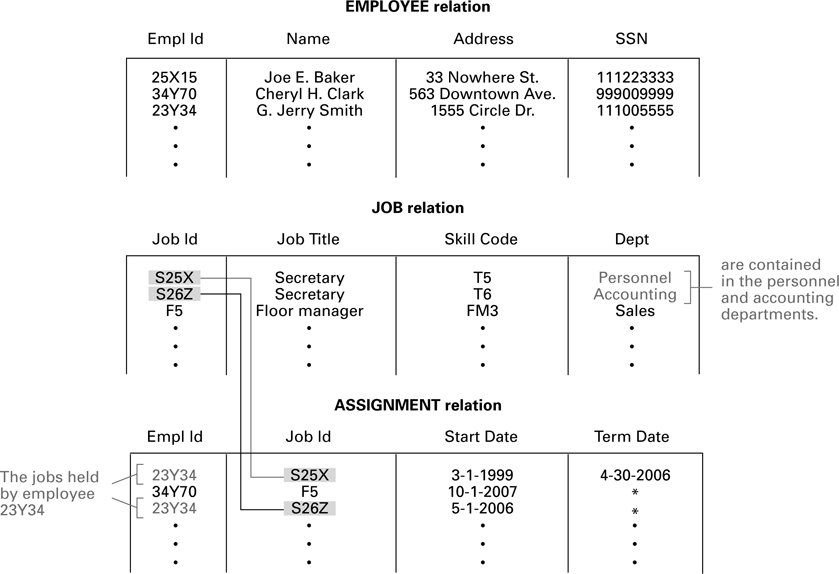 EMPLOYEE relation
Empl Id Name Address SSN
25X15 Joe E. Baker 33 Nowhere St. 111223333
34Y70 Cheryl H. Clark 563 Downtown Ave. 999009999
23Y34 G. Jerry Smith 1555 Circle Dr. 111005555
JOB relation
Job Id Job Title Skill Code Dept
S25X Secretary T5 Personnel
S26Z Secretary T6 Accounting
F5 Floor manager FM3 Sales
are contained
in the personnel
and accounting
departments.
ASSIGNMENT relation
Empl Id Job Id Start Date Term Date
23Y34 S25X 3-1-1999 4-30-2006
34Y70 F5 10-1-2007 *
23Y34 S26Z 5-1-2006 *
The jobs held
by employee
23Y34